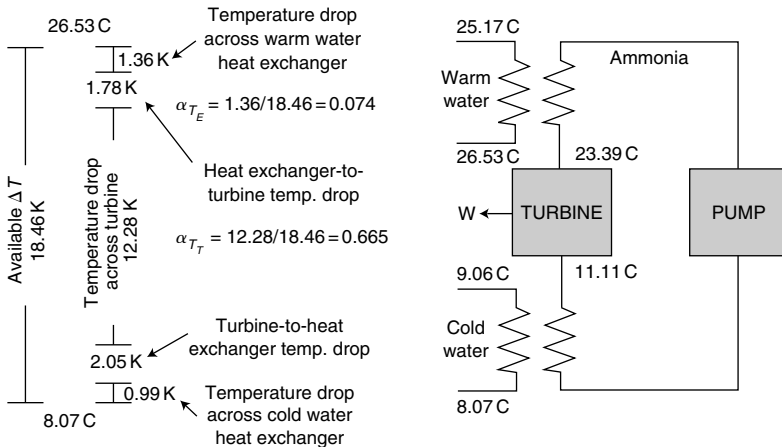 26.53 C
Temperature drop
across warm water
heat exchanger
1.36 K
1.78 K
α_{T_E} = 1.36/18.46 = 0.074
Heat exchanger-to-
turbine temp. drop
Available ΔT
18.46 K
Temperature drop
across turbine
12.28 K
α_{T_T} = 12.28/18.46 = 0.665
Turbine-to-heat
exchanger temp. drop
2.05 K
0.99 K
Temperature drop
across cold water
heat exchanger
8.07 C
25.17 C
Ammonia
Warm
water
26.53 C
23.39 C
W
TURBINE
PUMP
9.06 C
11.11 C
Cold
water
8.07 C